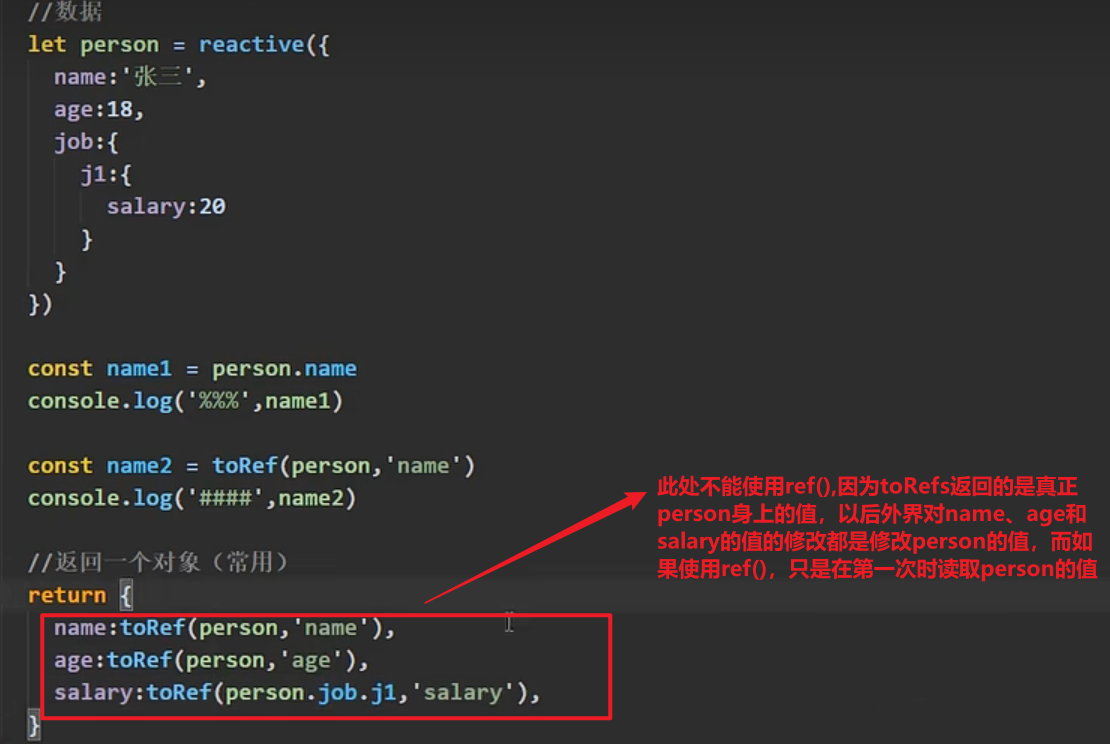 //数据
let person = reactive({
name:'张三',
age:18,
job:{
j1:{
salary:20
}
}
})
const name1 = person.name
console.log('%%%',name1)
const name2 = toRef(person,'name')
console.log('####',name2)
此处不能使用ref(),因为toRefs返回的是真正
person身上的值，以后外界对name、age和
salary的值的修改都是修改person的值，而如
果使用ref()，只是在第一次时读取person的值
//返回一个对象（常用）
return {
name:toRef(person,'name'),
age:toRef(person,'age'),
salary:toRef(person.job.j1,'salary'),
}